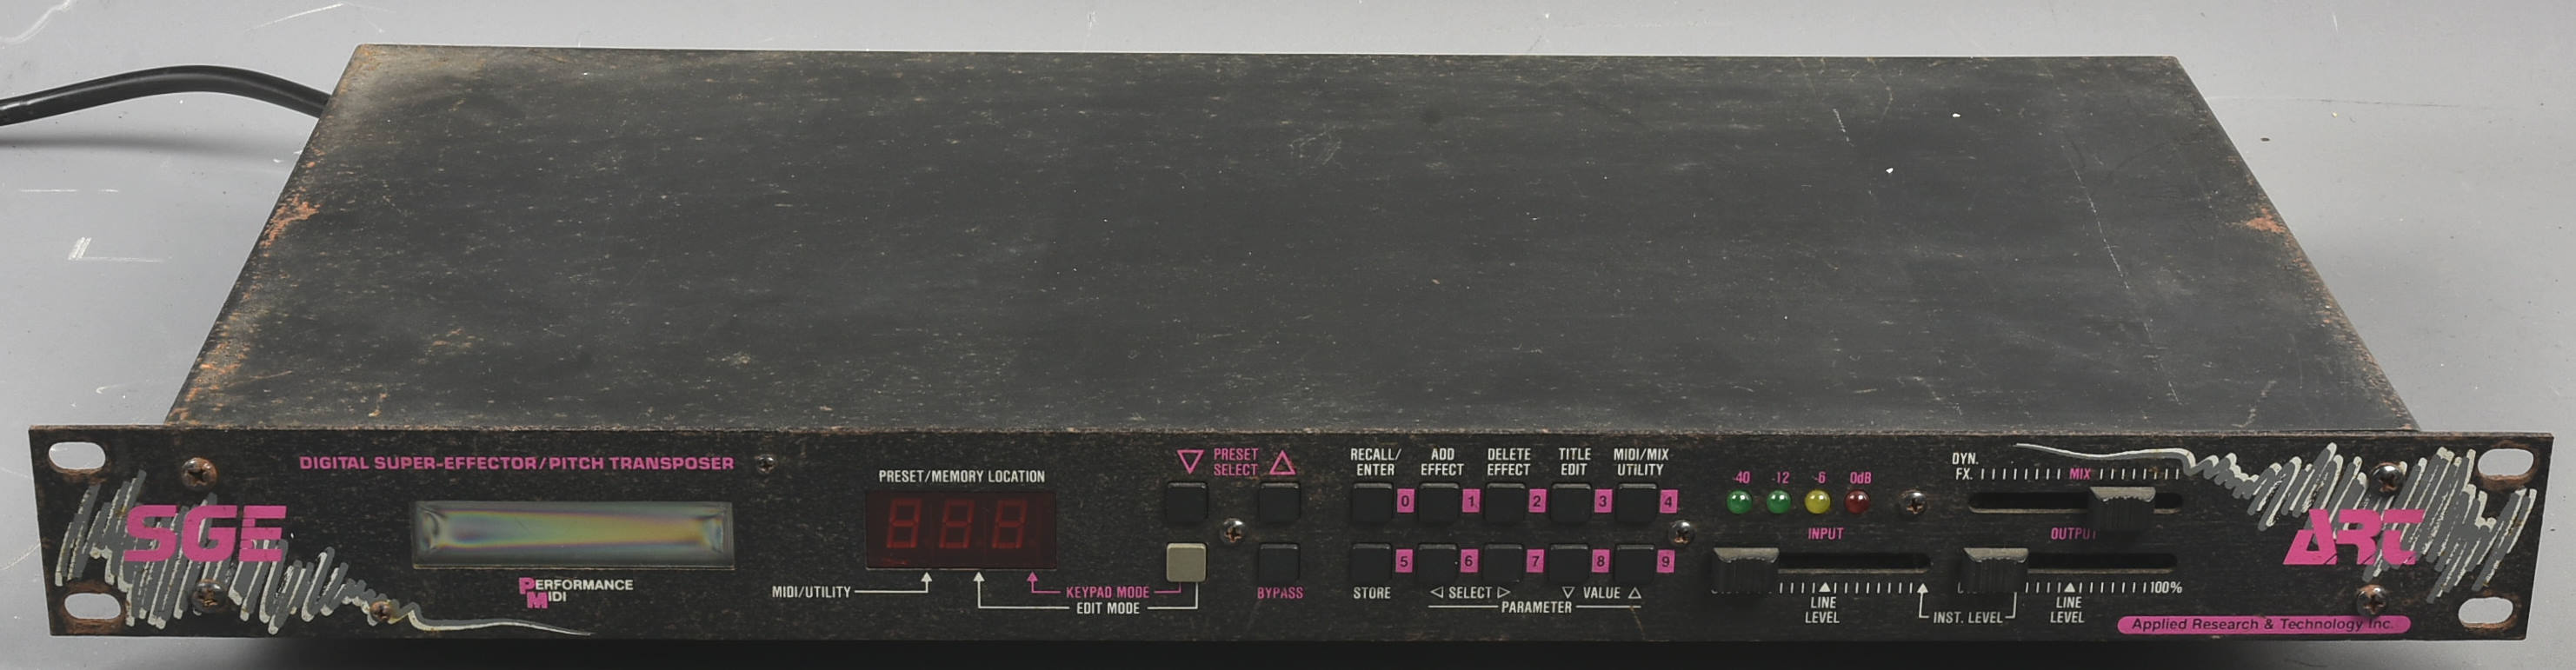 SGE
DIGITAL SUPER-EFFECTOR/PITCH TRANSPOSER
PERFORMANCE
MIDI
PRESET/MEMORY LOCATION
MIDI/UTILITY
KEYPAD MODE
EDIT MODE
PRESET
SELECT
BYPASS
RECALL/
ENTER
ADD
EFFECT
DELETE
EFFECT
TITLE
EDIT
MIDI/MIX
UTILITY
0 1 2 3 4
5 6 7 8 9
STORE
SELECT
VALUE
PARAMETER
-40 -12 -6 0dB
INPUT
LINE
LEVEL
INST. LEVEL
DYN.
FX.
MIX
OUTPUT
LINE
LEVEL
100%
ART
Applied Research & Technology Inc.